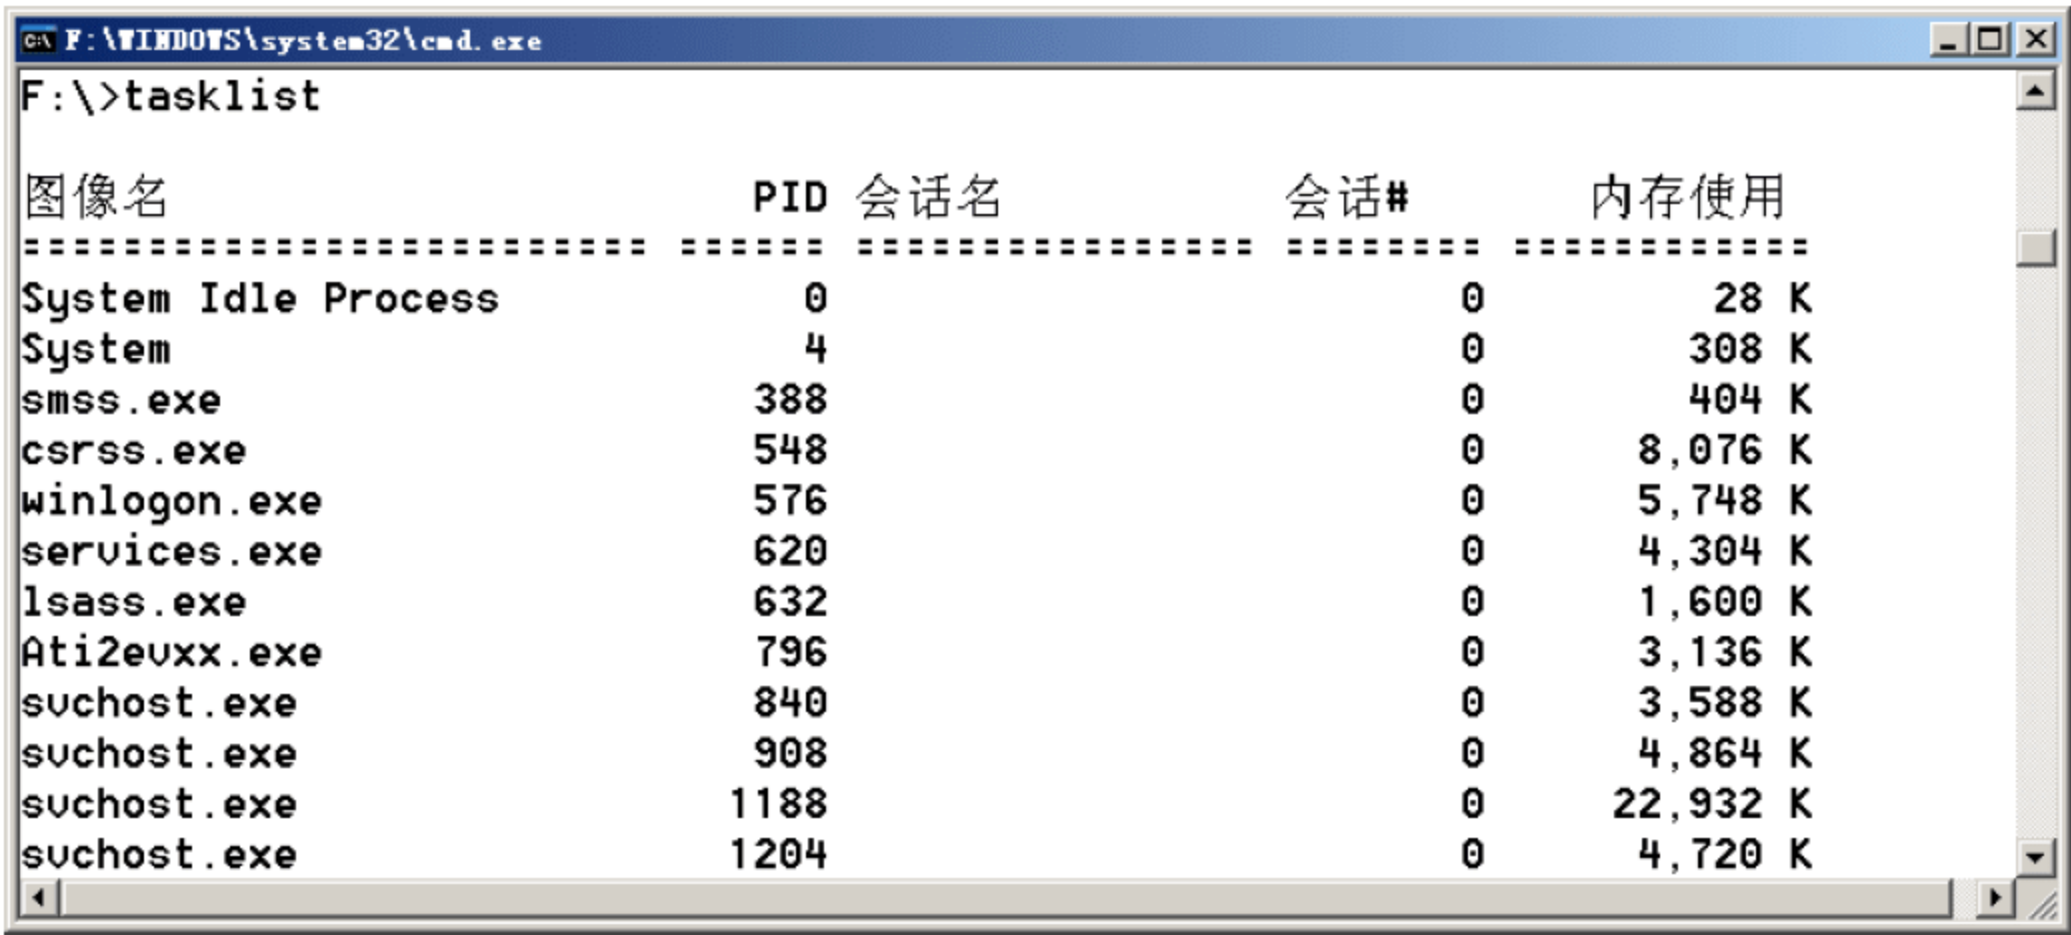 F:\WINDOWS\system32\cmd.exe
F:\>tasklist
图像名 PID 会话名 会话# 内存使用
========================= ====== ================ ======== ============
System Idle Process 0 0 28 K
System 4 0 308 K
smss.exe 388 0 404 K
csrss.exe 548 0 8,076 K
winlogon.exe 576 0 5,748 K
services.exe 620 0 4,304 K
lsass.exe 632 0 1,600 K
Ati2evxx.exe 796 0 3,136 K
svchost.exe 840 0 3,588 K
svchost.exe 908 0 4,864 K
svchost.exe 1188 0 22,932 K
svchost.exe 1204 0 4,720 K